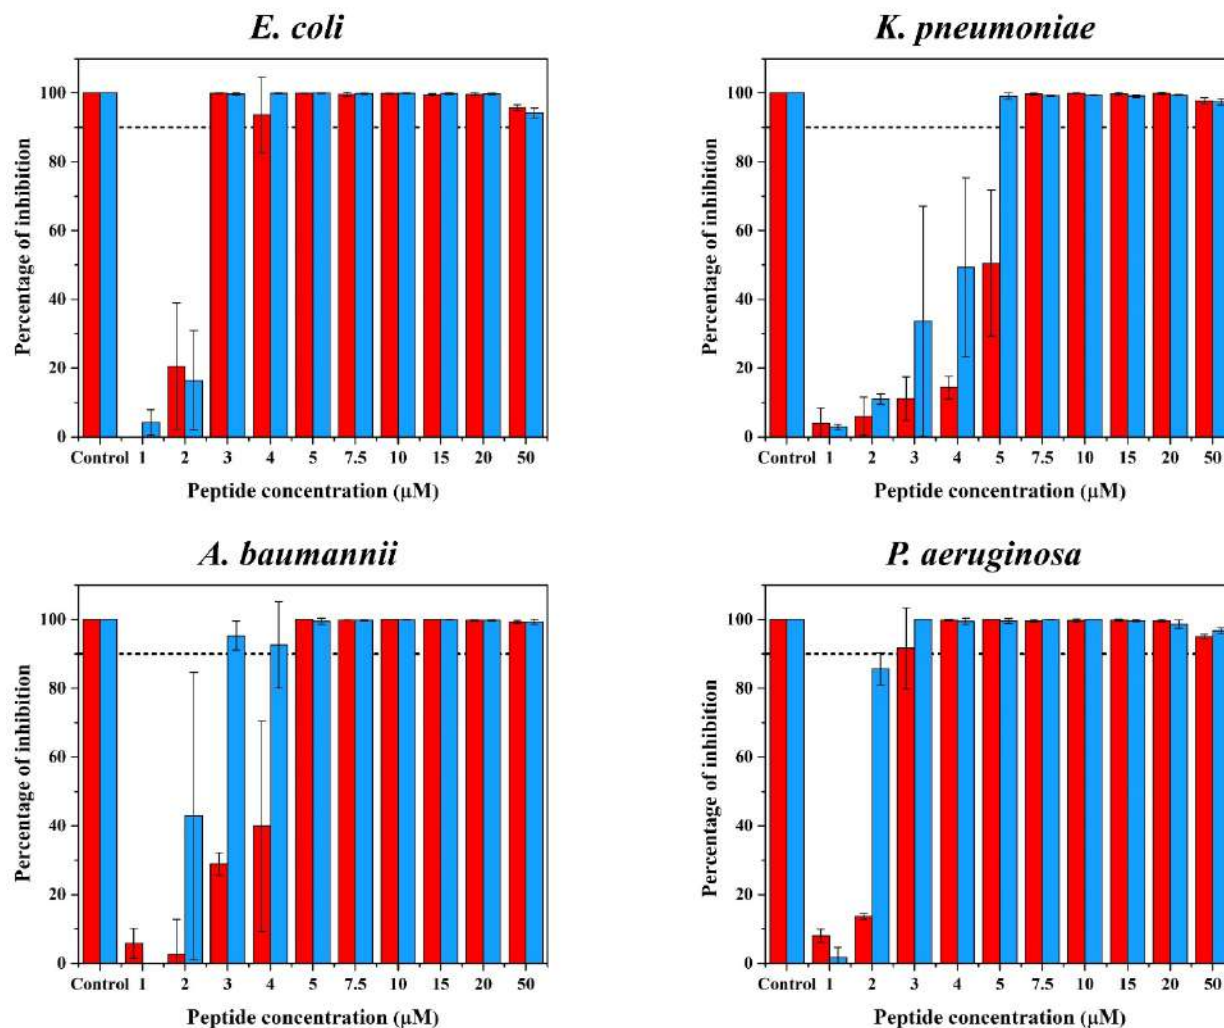 E. coli
Percentage of inhibition
100
80
60
40
20
0
Control 1 2 3 4 5 7.5 10 15 20 50
Peptide concentration (μM)
K. pneumoniae
Percentage of inhibition
100
80
60
40
20
0
Control 1 2 3 4 5 7.5 10 15 20 50
Peptide concentration (μM)
A. baumannii
Percentage of inhibition
100
80
60
40
20
0
Control 1 2 3 4 5 7.5 10 15 20 50
Peptide concentration (μM)
P. aeruginosa
Percentage of inhibition
100
80
60
40
20
0
Control 1 2 3 4 5 7.5 10 15 20 50
Peptide concentration (μM)